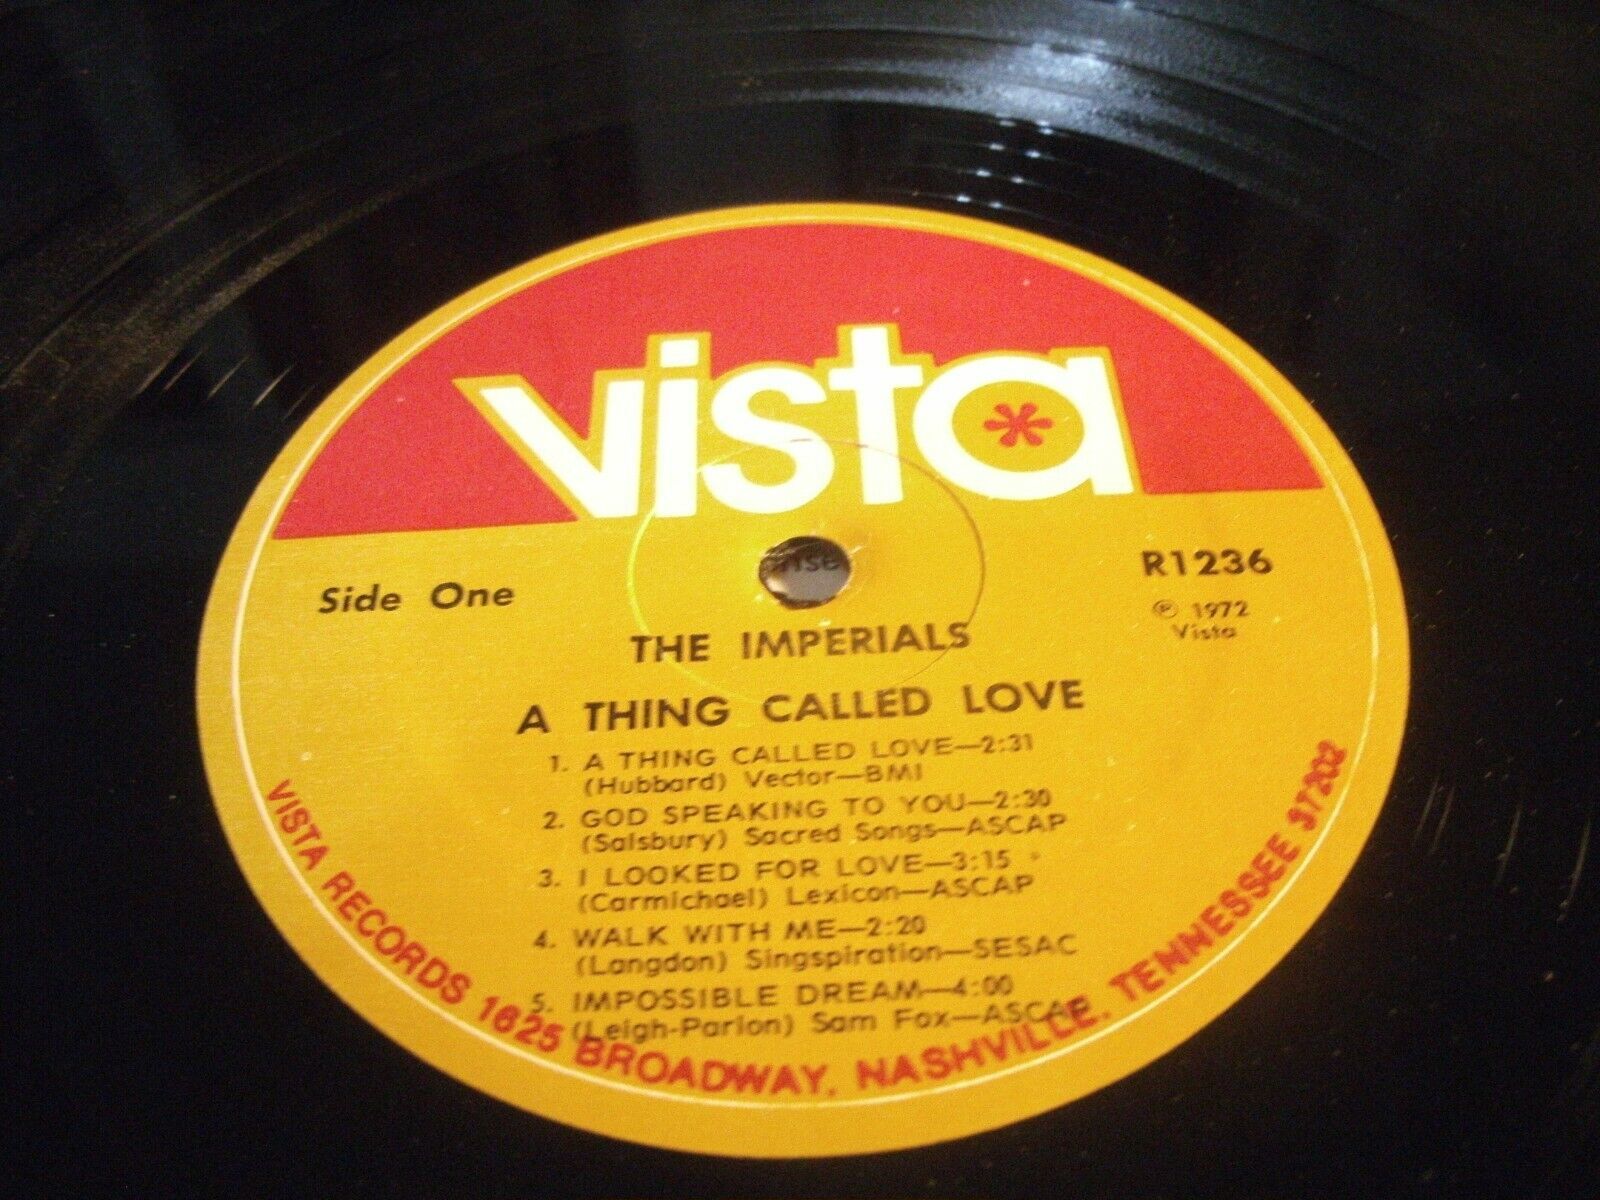 vista
Side One
R1236
℗ 1972
Vista
THE IMPERIALS
A THING CALLED LOVE
1. A THING CALLED LOVE—2:31
(Hubbard) Vector—BMI
2. GOD SPEAKING TO YOU—2:30
(Salsbury) Sacred Songs—ASCAP
3. I LOOKED FOR LOVE—3:15
(Carmichael) Lexicon—ASCAP
4. WALK WITH ME—2:20
(Langdon) Singspiration—SESAC
5. IMPOSSIBLE DREAM—4:00
(Leigh-Parion) Sam Fox—ASCAP
VISTA RECORDS 1625 BROADWAY, NASHVILLE, TENNESSEE 37202